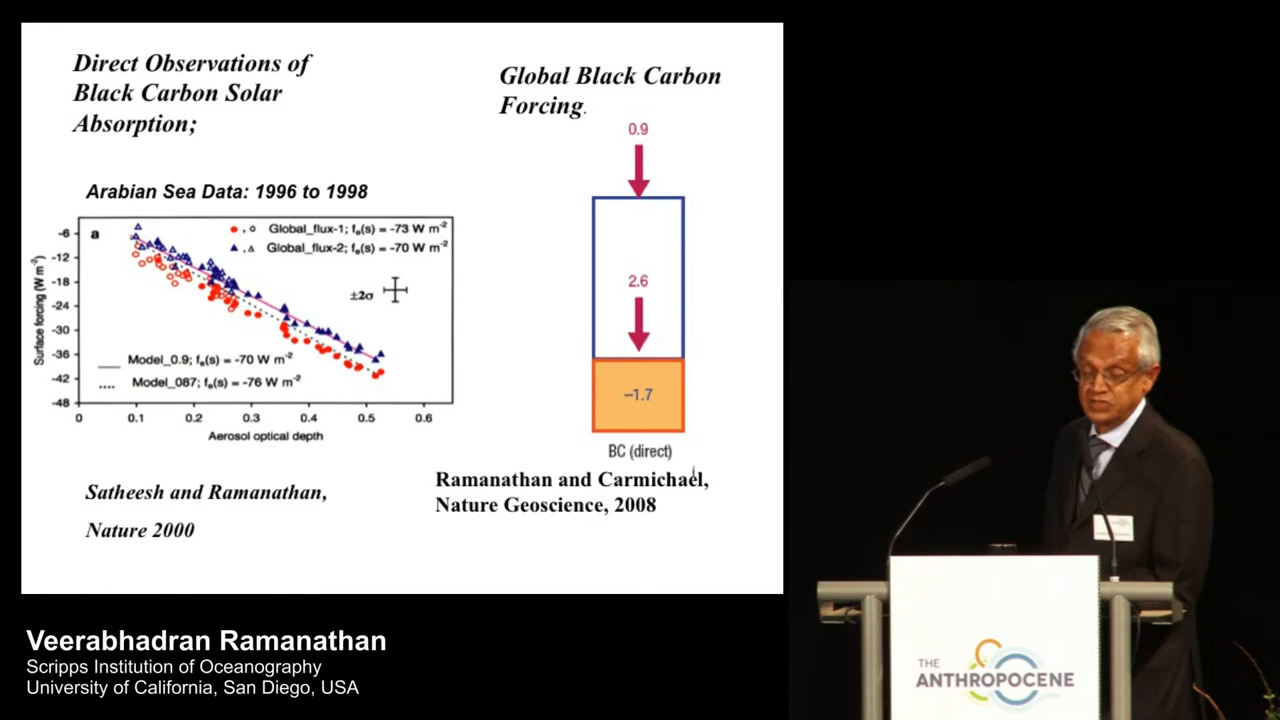 Direct Observations of
Black Carbon Solar
Absorption;
Arabian Sea Data: 1996 to 1998
a
Global_flux-1; fₑ(s) = -73 W m⁻²
Global_flux-2; fₑ(s) = -70 W m⁻²
±2σ
Model_0.9; fₑ(s) = -70 W m⁻²
Model_087; fₑ(s) = -76 W m⁻²
Surface forcing (W m⁻²)
-6
-12
-18
-24
-30
-36
-42
-48
0 0.1 0.2 0.3 0.4 0.5 0.6
Aerosol optical depth
Satheesh and Ramanathan,
Nature 2000
Global Black Carbon
Forcing.
0.9
2.6
–1.7
BC (direct)
Ramanathan and Carmichael,
Nature Geoscience, 2008
Veerabhadran Ramanathan
Scripps Institution of Oceanography
University of California, San Diego, USA
THE
ANTHROPOCENE